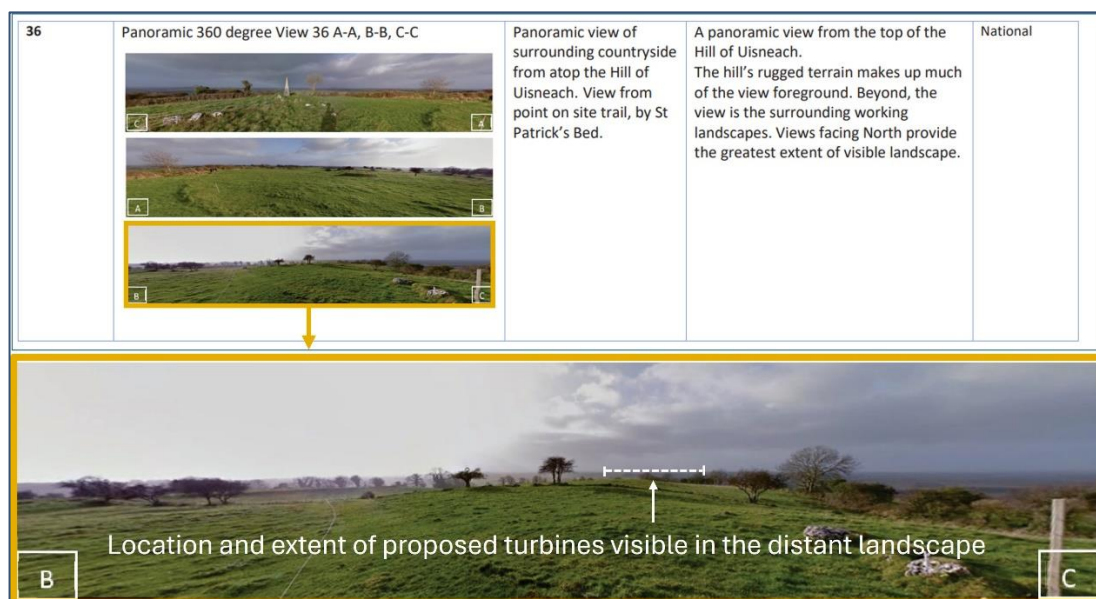 36
Panoramic 360 degree View 36 A-A, B-B, C-C
C
A
A
B
B
C
Panoramic view of
surrounding countryside
from atop the Hill of
Uisneach. View from
point on site trail, by St
Patrick's Bed.
A panoramic view from the top of the
Hill of Uisneach.
The hill's rugged terrain makes up much
of the view foreground. Beyond, the
view is the surrounding working
landscapes. Views facing North provide
the greatest extent of visible landscape.
National
Location and extent of proposed turbines visible in the distant landscape
B
C